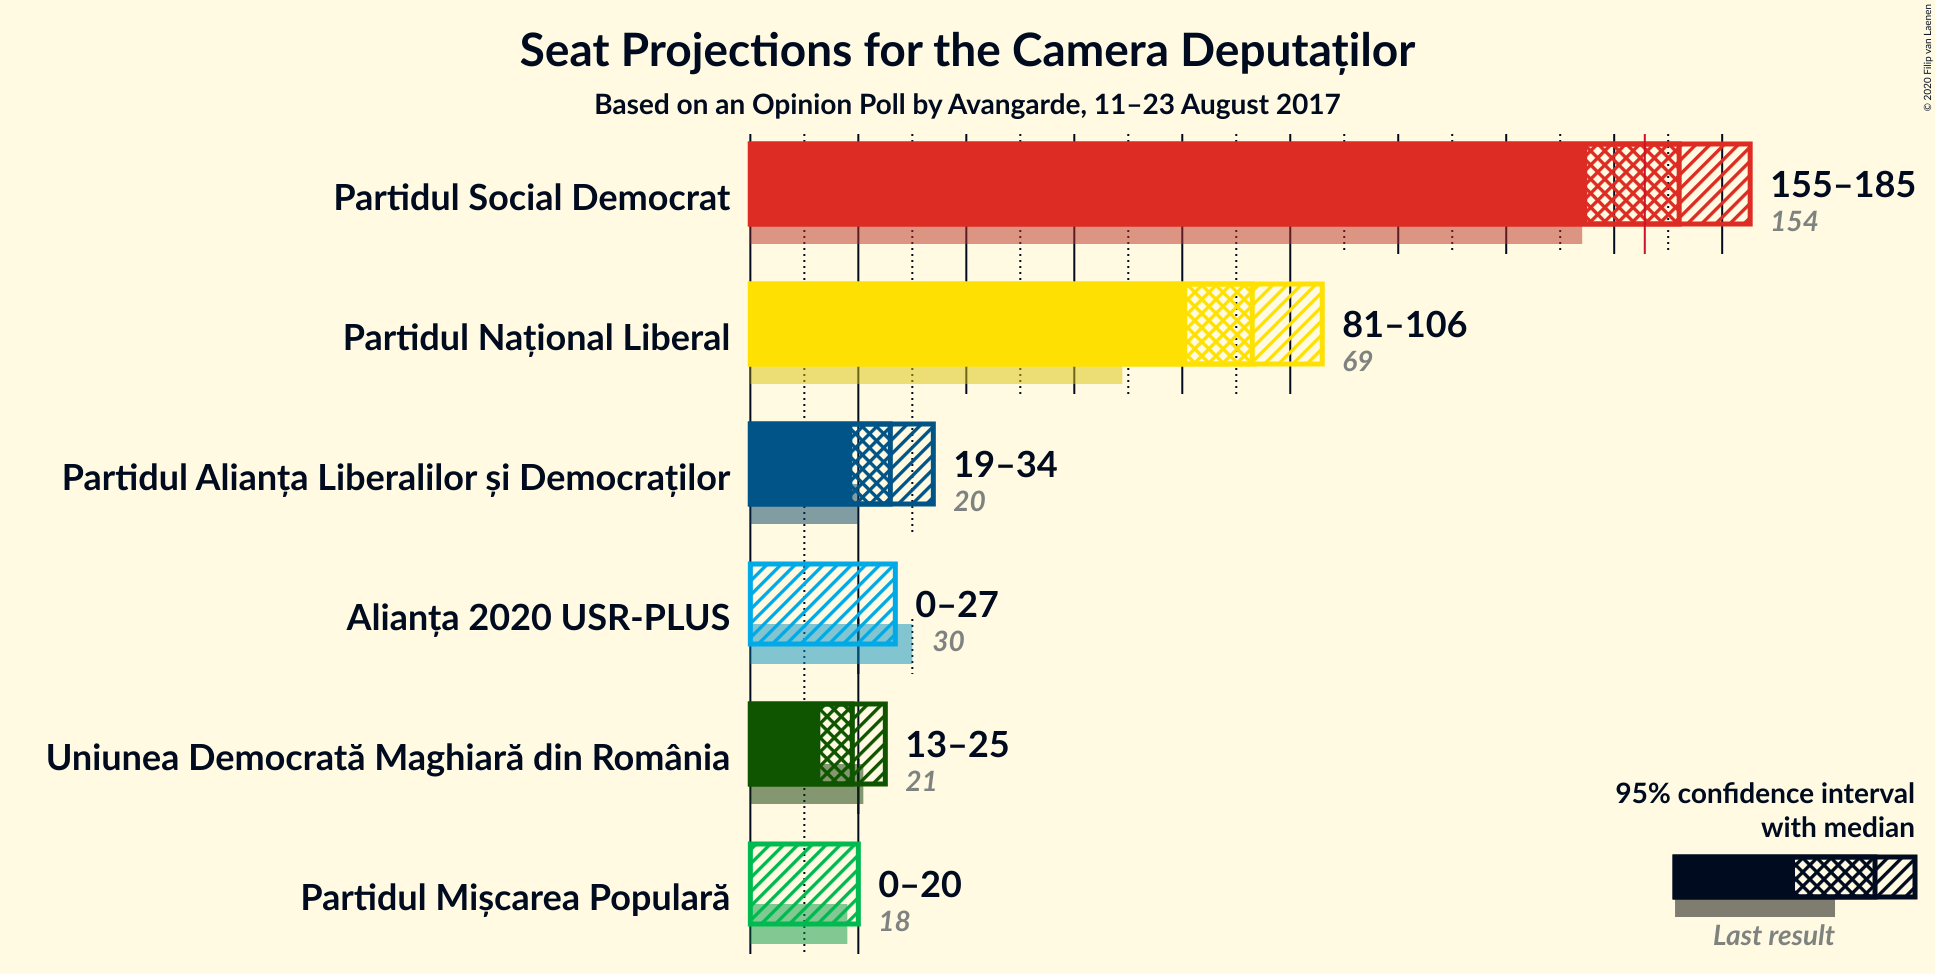 Seat Projections for the Camera Deputaților
Based on an Opinion Poll by Avangarde, 11–23 August 2017
© 2020 Filip van Laenen
Partidul Social Democrat
155–185
154
Partidul Național Liberal
81–106
69
Partidul Alianța Liberalilor și Democraților
19–34
20
Alianța 2020 USR-PLUS
0–27
30
Uniunea Democrată Maghiară din România
13–25
21
Partidul Mișcarea Populară
0–20
18
95% confidence interval
with median
Last result